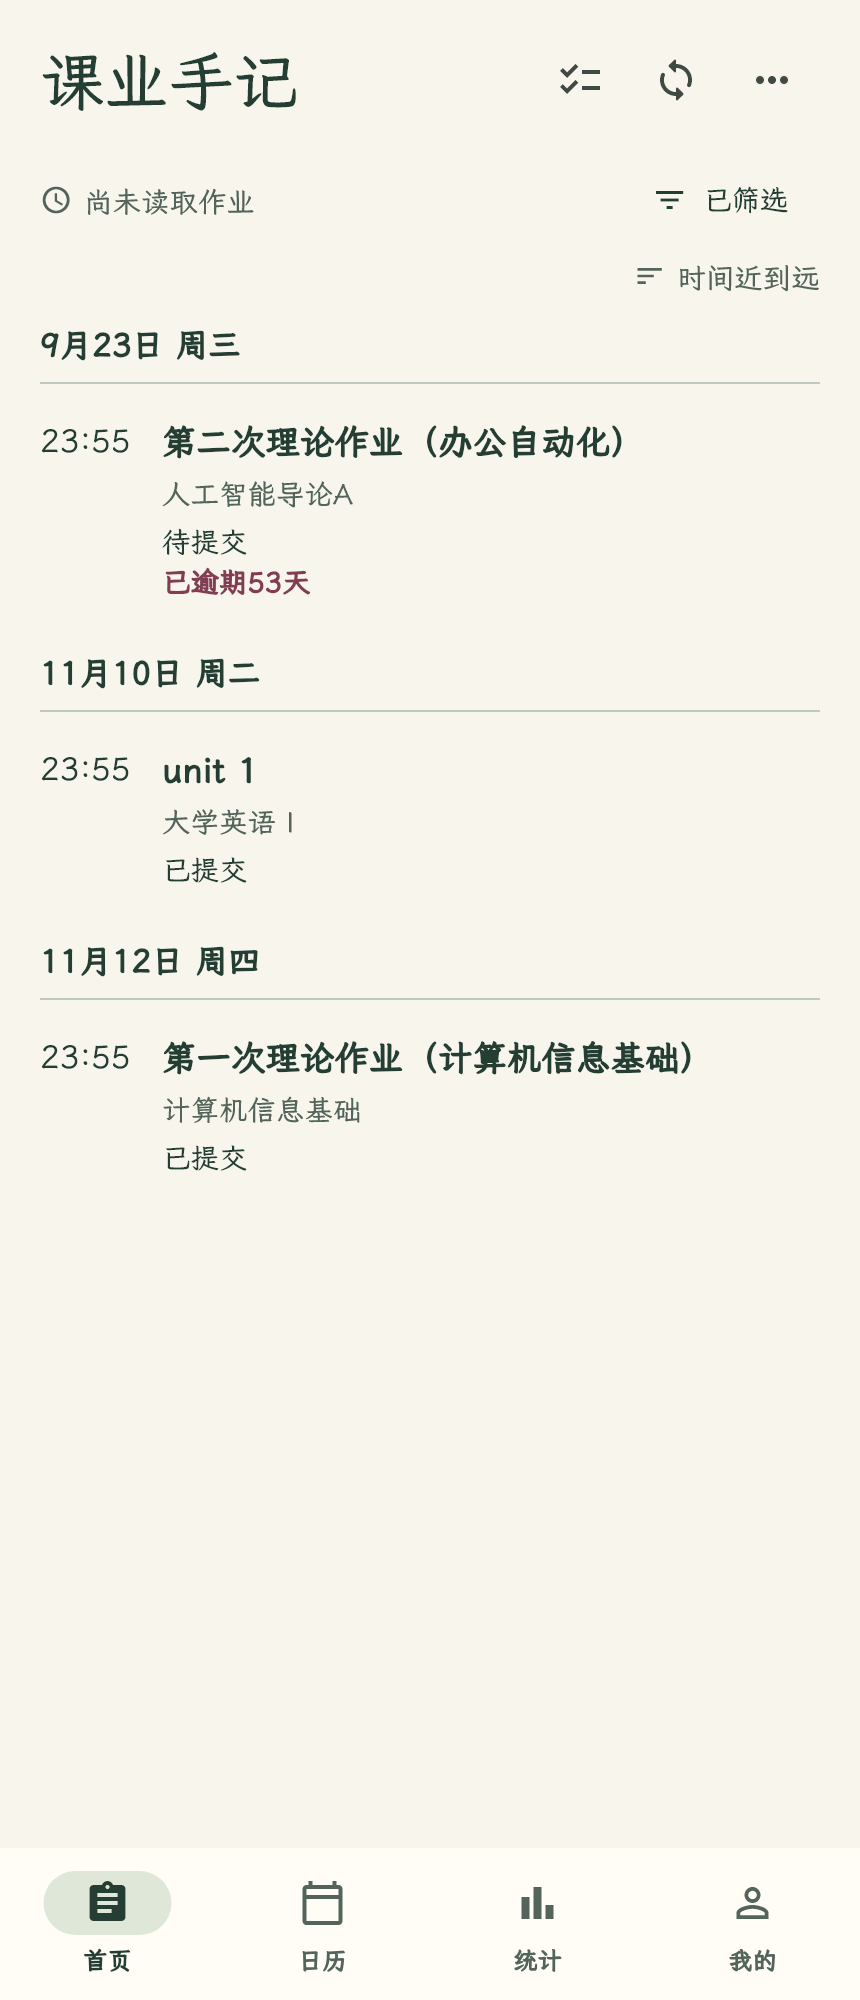 课业手记
尚未读取作业
已筛选
时间近到远
9月23日 周三
23:55 第二次理论作业（办公自动化）
人工智能导论A
待提交
已逾期53天
11月10日 周二
23:55 unit 1
大学英语 I
已提交
11月12日 周四
23:55 第一次理论作业（计算机信息基础）
计算机信息基础
已提交
首页 日历 统计 我的